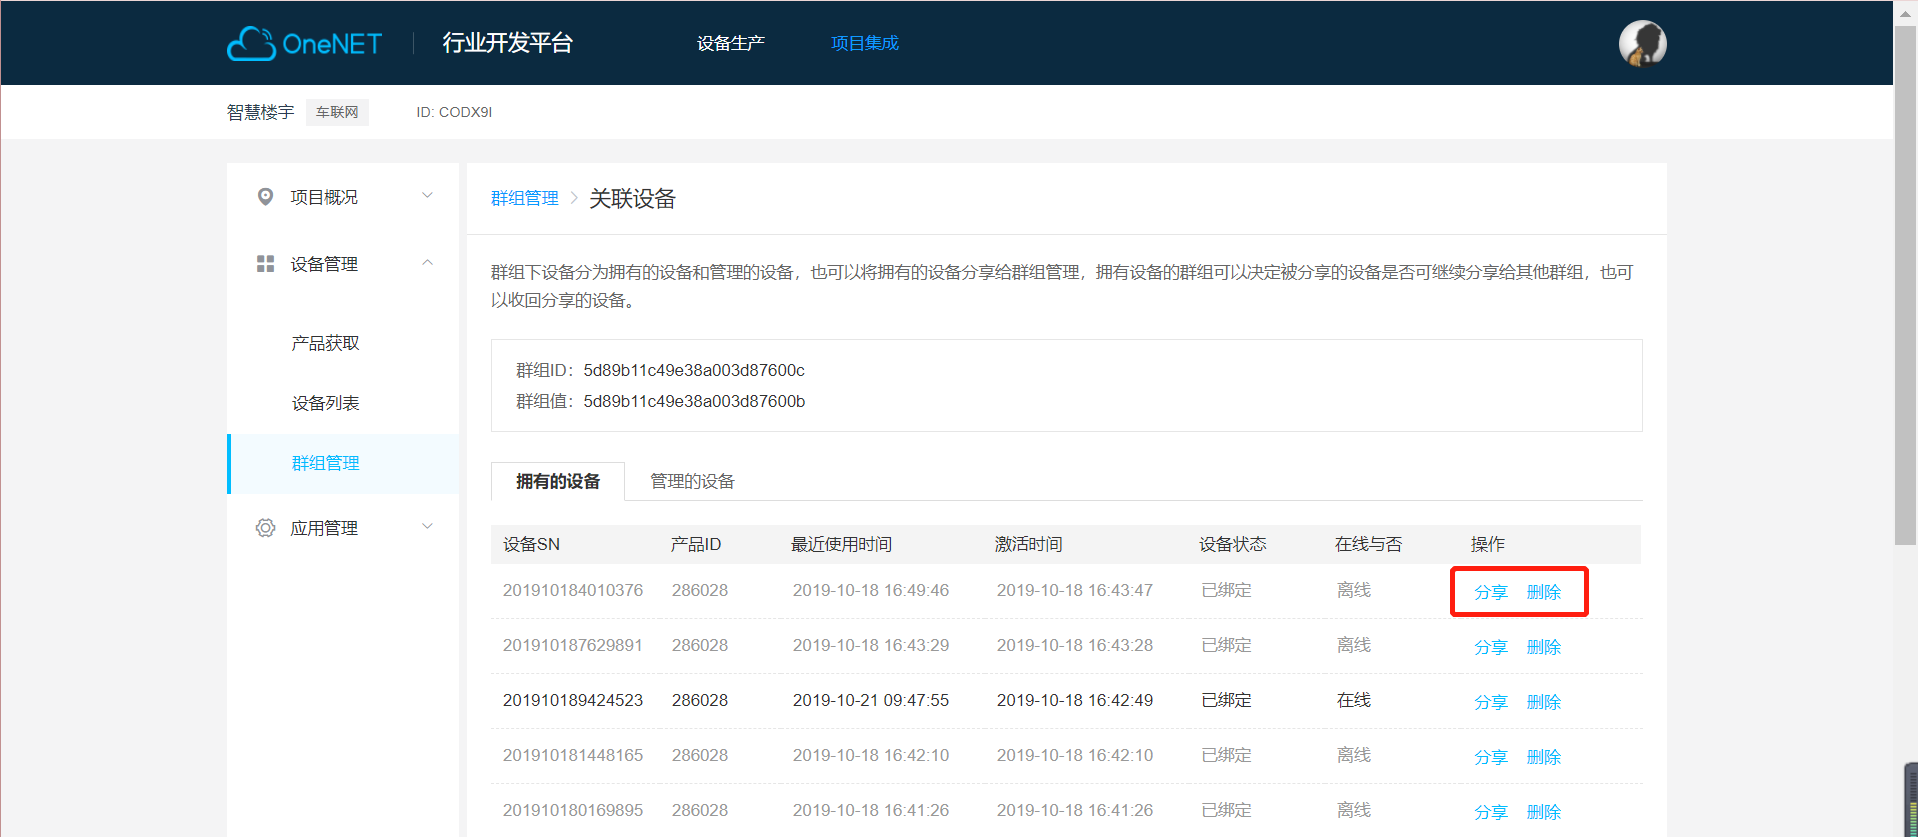 OneNET 行业开发平台 设备生产 项目集成
智慧楼宇 车联网 ID: CODX9I
项目概况
设备管理
产品获取
设备列表
群组管理
应用管理
群组管理 > 关联设备
群组下设备分为拥有的设备和管理的设备，也可以将拥有的设备分享给群组管理，拥有设备的群组可以决定被分享的设备是否可继续分享给其他群组，也可
以收回分享的设备。
群组ID：5d89b11c49e38a003d87600c
群组值：5d89b11c49e38a003d87600b
拥有的设备 管理的设备
设备SN 产品ID 最近使用时间 激活时间 设备状态 在线与否 操作
201910184010376 286028 2019-10-18 16:49:46 2019-10-18 16:43:47 已绑定 离线 分享 删除
201910187629891 286028 2019-10-18 16:43:29 2019-10-18 16:43:28 已绑定 离线 分享 删除
201910189424523 286028 2019-10-21 09:47:55 2019-10-18 16:42:49 已绑定 在线 分享 删除
201910181448165 286028 2019-10-18 16:42:10 2019-10-18 16:42:10 已绑定 离线 分享 删除
201910180169895 286028 2019-10-18 16:41:26 2019-10-18 16:41:26 已绑定 离线 分享 删除